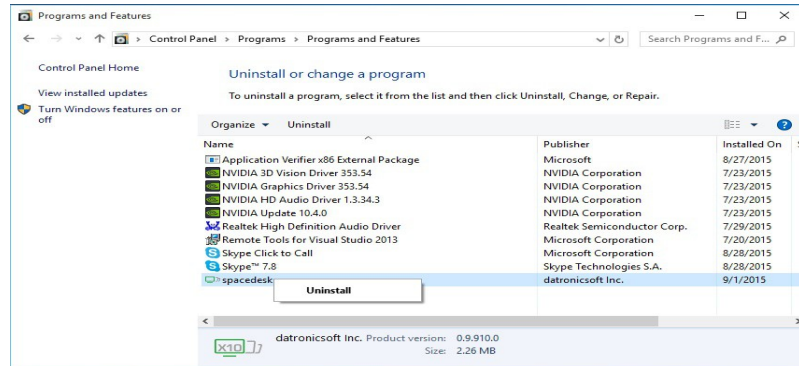 Programs and Features
Control Panel > Programs > Programs and Features
Search Programs and F...
Control Panel Home
View installed updates
Turn Windows features on or
off
Uninstall or change a program
To uninstall a program, select it from the list and then click Uninstall, Change, or Repair.
Organize Uninstall
Name Publisher Installed On S
Application Verifier x86 External Package Microsoft 8/27/2015
NVIDIA 3D Vision Driver 353.54 NVIDIA Corporation 7/23/2015
NVIDIA Graphics Driver 353.54 NVIDIA Corporation 7/23/2015
NVIDIA HD Audio Driver 1.3.34.3 NVIDIA Corporation 7/23/2015
NVIDIA Update 10.4.0 NVIDIA Corporation 7/23/2015
Realtek High Definition Audio Driver Realtek Semiconductor Corp. 7/29/2015
Remote Tools for Visual Studio 2013 Microsoft Corporation 7/20/2015
Skype Click to Call Microsoft Corporation 8/28/2015
Skype™ 7.8 Skype Technologies S.A. 8/28/2015
spacedesk datronicsoft Inc. 9/1/2015
Uninstall
X10
datronicsoft Inc. Product version: 0.9.910.0
Size: 2.26 MB